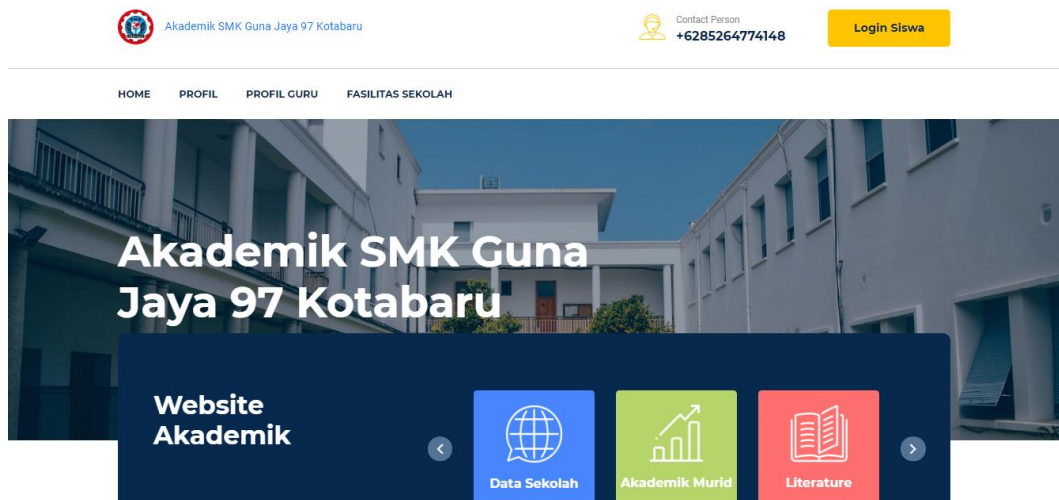 Akademik SMK Guna Jaya 97 Kotabaru
Contact Person
+6285264774148
Login Siswa
HOME
PROFIL
PROFIL GURU
FASILITAS SEKOLAH
Akademik SMK Guna
Jaya 97 Kotabaru
Website
Akademik
Data Sekolah
Akademik Murid
Literature